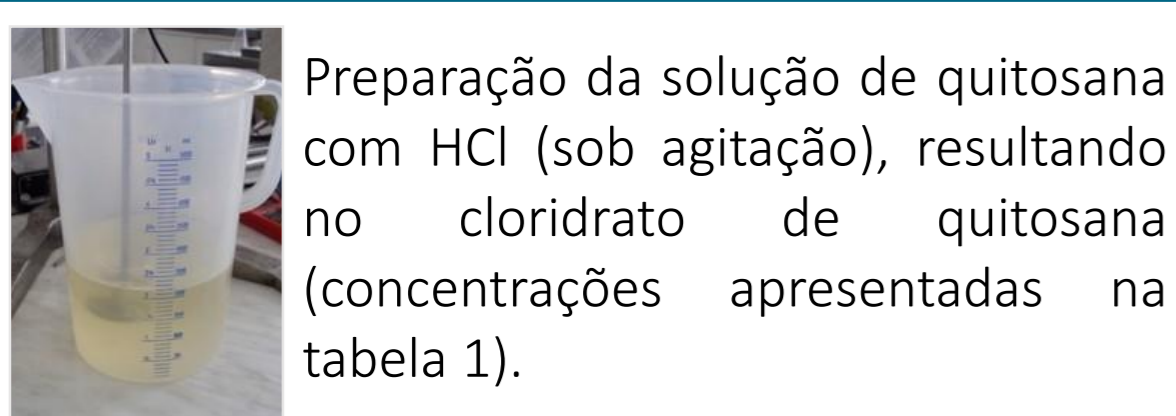 Preparação da solução de quitosana
com HCl (sob agitação), resultando
no cloridrato de quitosana
(concentrações apresentadas na
tabela 1).